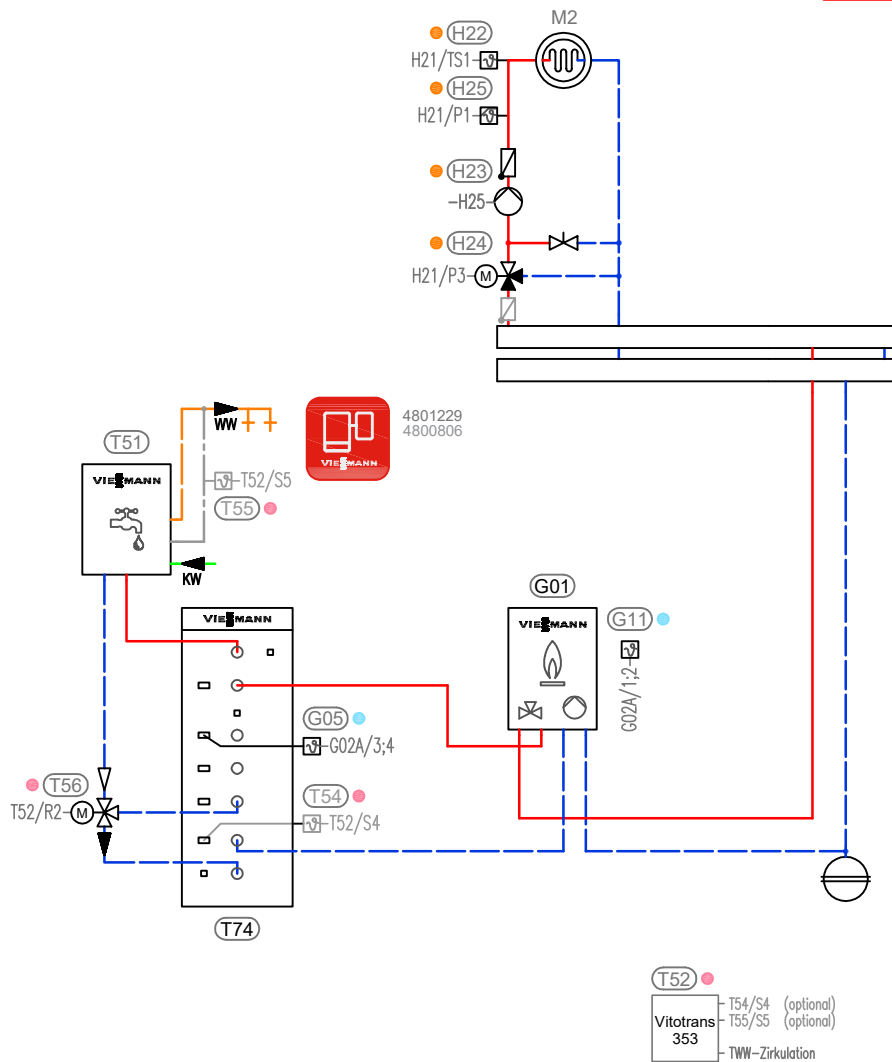 M2
H22
H21/TS1
H25
H21/P1
H23
-H25
H24
H21/P3
M
4801229
4800806
VIESMANN
WW
T51
VIESMANN
T52/S5
T55
KW
VIESMANN
G01
VIESMANN
G11
G02A/1;2
G05
G02A/3;4
T56
T52/R2
M
T54
T52/S4
T74
T52
Vitotrans
353
T54/S4 (optional)
T55/S5 (optional)
TWW-Zirkulation